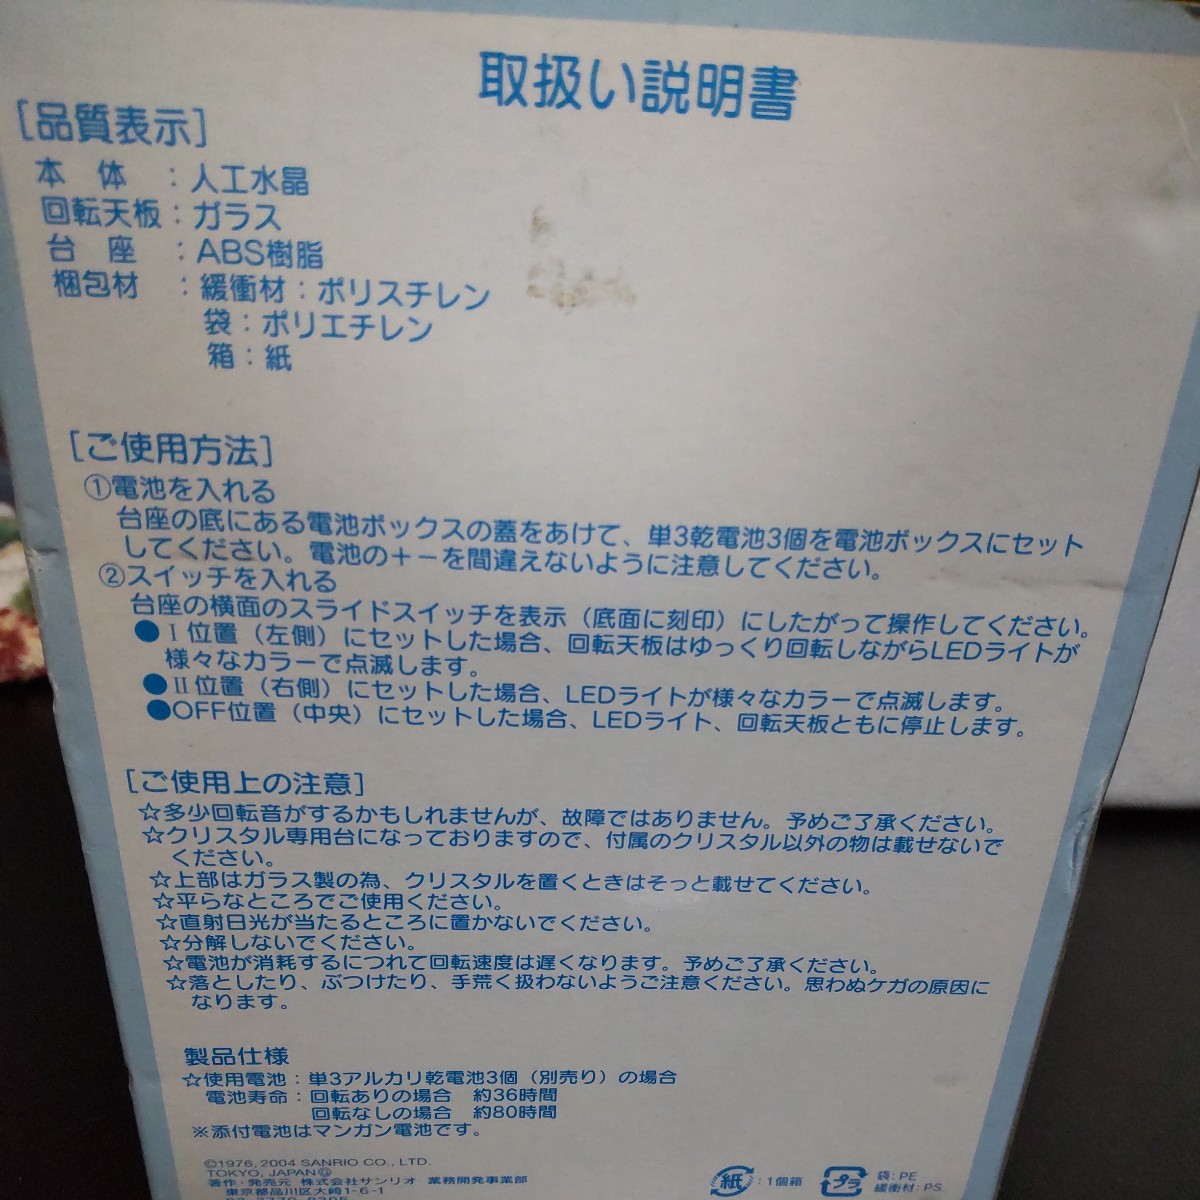 取扱い説明書
[品質表示]
本 体 ：人工水晶
回転天板：ガラス
台 座 ：ABS樹脂
梱包材 ：緩衝材：ポリスチレン
袋：ポリエチレン
箱：紙
[ご使用方法]
①電池を入れる
台座の底にある電池ボックスの蓋をあけて、単3乾電池3個を電池ボックスにセット
してください。電池の＋－を間違えないように注意してください。
②スイッチを入れる
台座の横面のスライドスイッチを表示（底面に刻印）にしたがって操作してください。
●Ⅰ位置（左側）にセットした場合、回転天板はゆっくり回転しながらLEDライトが
様々なカラーで点滅します。
●Ⅱ位置（右側）にセットした場合、LEDライトが様々なカラーで点滅します。
●OFF位置（中央）にセットした場合、LEDライト、回転天板ともに停止します。
[ご使用上の注意]
☆多少回転音がするかもしれませんが、故障ではありません。予めご了承ください。
☆クリスタル専用台になっておりますので、付属のクリスタル以外の物は載せないで
ください。
☆上部はガラス製の為、クリスタルを置くときはそっと載せてください。
☆平らなところでご使用ください。
☆直射日光が当たるところに置かないでください。
☆分解しないでください。
☆電池が消耗するにつれて回転速度は遅くなります。予めご了承ください。
☆落としたり、ぶつけたり、手荒く扱わないようご注意ください。思わぬケガの原因に
なります。
製品仕様
☆使用電池：単3アルカリ乾電池3個（別売り）の場合
電池寿命：回転ありの場合 約36時間
回転なしの場合 約80時間
※添付電池はマンガン電池です。
©1976, 2004 SANRIO CO., LTD.
TOKYO, JAPAN Ⓛ
著作・発売元 株式会社サンリオ 業務開発事業部
東京都品川区大崎1-6-1
紙：1個箱
プラ 袋：PE
緩衝材：PS